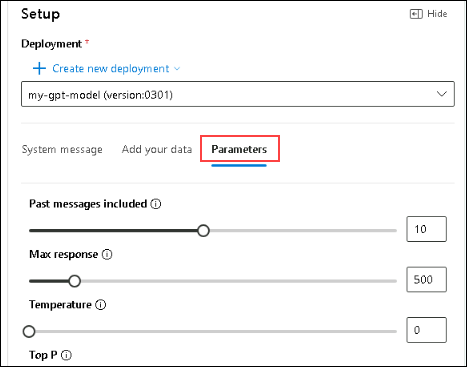 Setup
Hide
Deployment *
Create new deployment
my-gpt-model (version:0301)
System message Add your data Parameters
Past messages included
10
Max response
500
Temperature
0
Top P